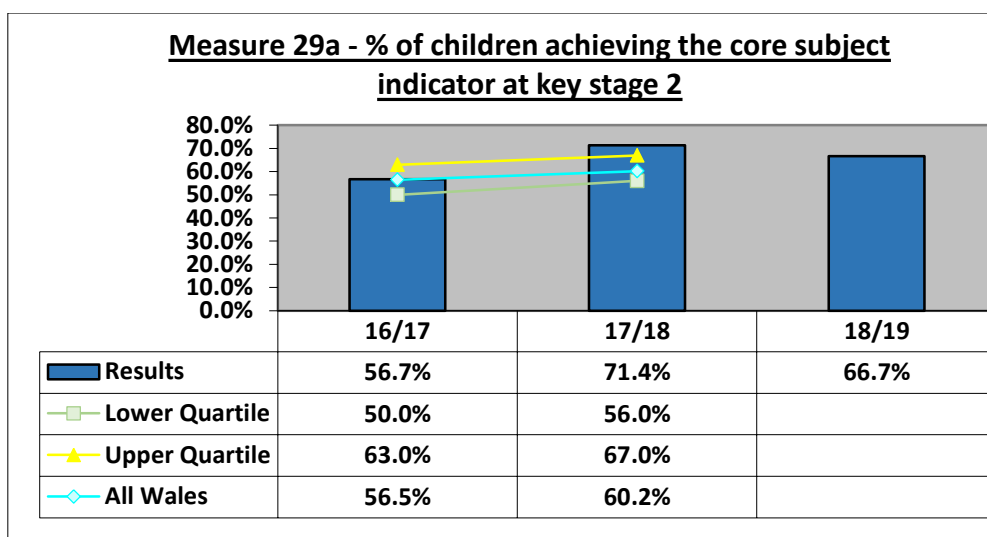 Measure 29a - % of children achieving the core subject
indicator at key stage 2
80.0%
70.0%
60.0%
50.0%
40.0%
30.0%
20.0%
10.0%
0.0%
16/17 17/18 18/19
Results 56.7% 71.4% 66.7%
Lower Quartile 50.0% 56.0%
Upper Quartile 63.0% 67.0%
All Wales 56.5% 60.2%